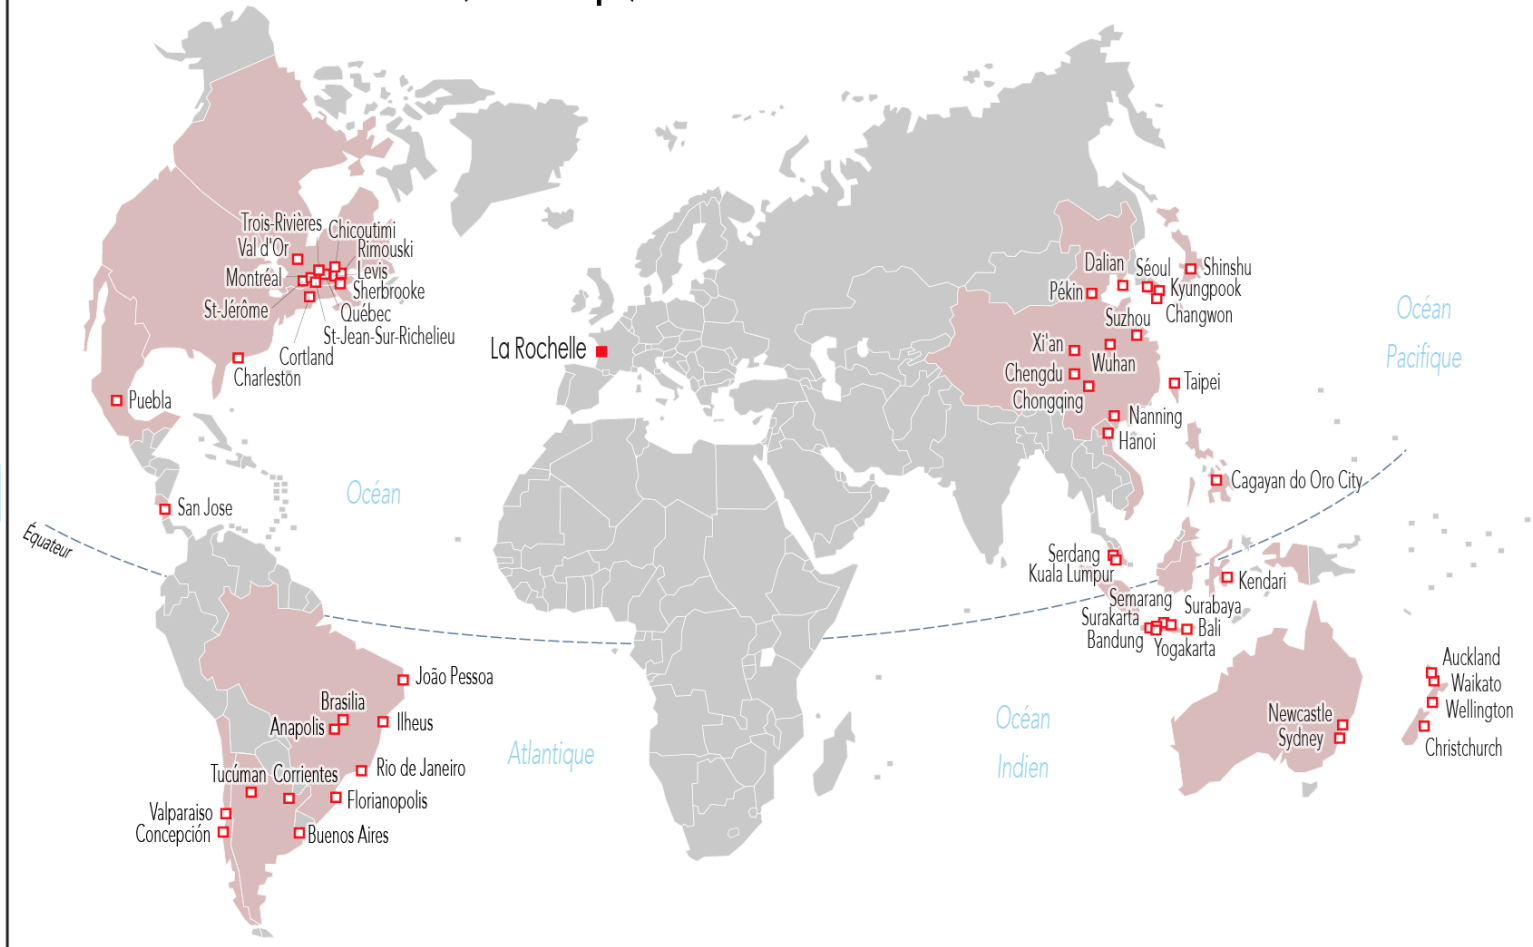 Trois-Rivières
Chicoutimi
Val d'Or
Rimouski
Montréal
Levis
Sherbrooke
St-Jérôme
Québec
St-Jean-Sur-Richelieu
Cortland
Charleston
Puebla
San Jose
Équateur
Océan
Atlantique
La Rochelle
João Pessoa
Brasilia
Anapolis
Ilheus
Rio de Janeiro
Tucúman
Corrientes
Florianopolis
Valparaiso
Concepción
Buenos Aires
Dalian
Séoul
Shinshu
Pékin
Kyungpook
Changwon
Suzhou
Xi'an
Wuhan
Chengdu
Chongqing
Taipei
Nanning
Hanoi
Cagayan do Oro City
Serdang
Kuala Lumpur
Kendari
Semarang
Surabaya
Surakarta
Bali
Bandung
Yogakarta
Océan
Pacifique
Océan
Indien
Newcastle
Sydney
Auckland
Waikato
Wellington
Christchurch